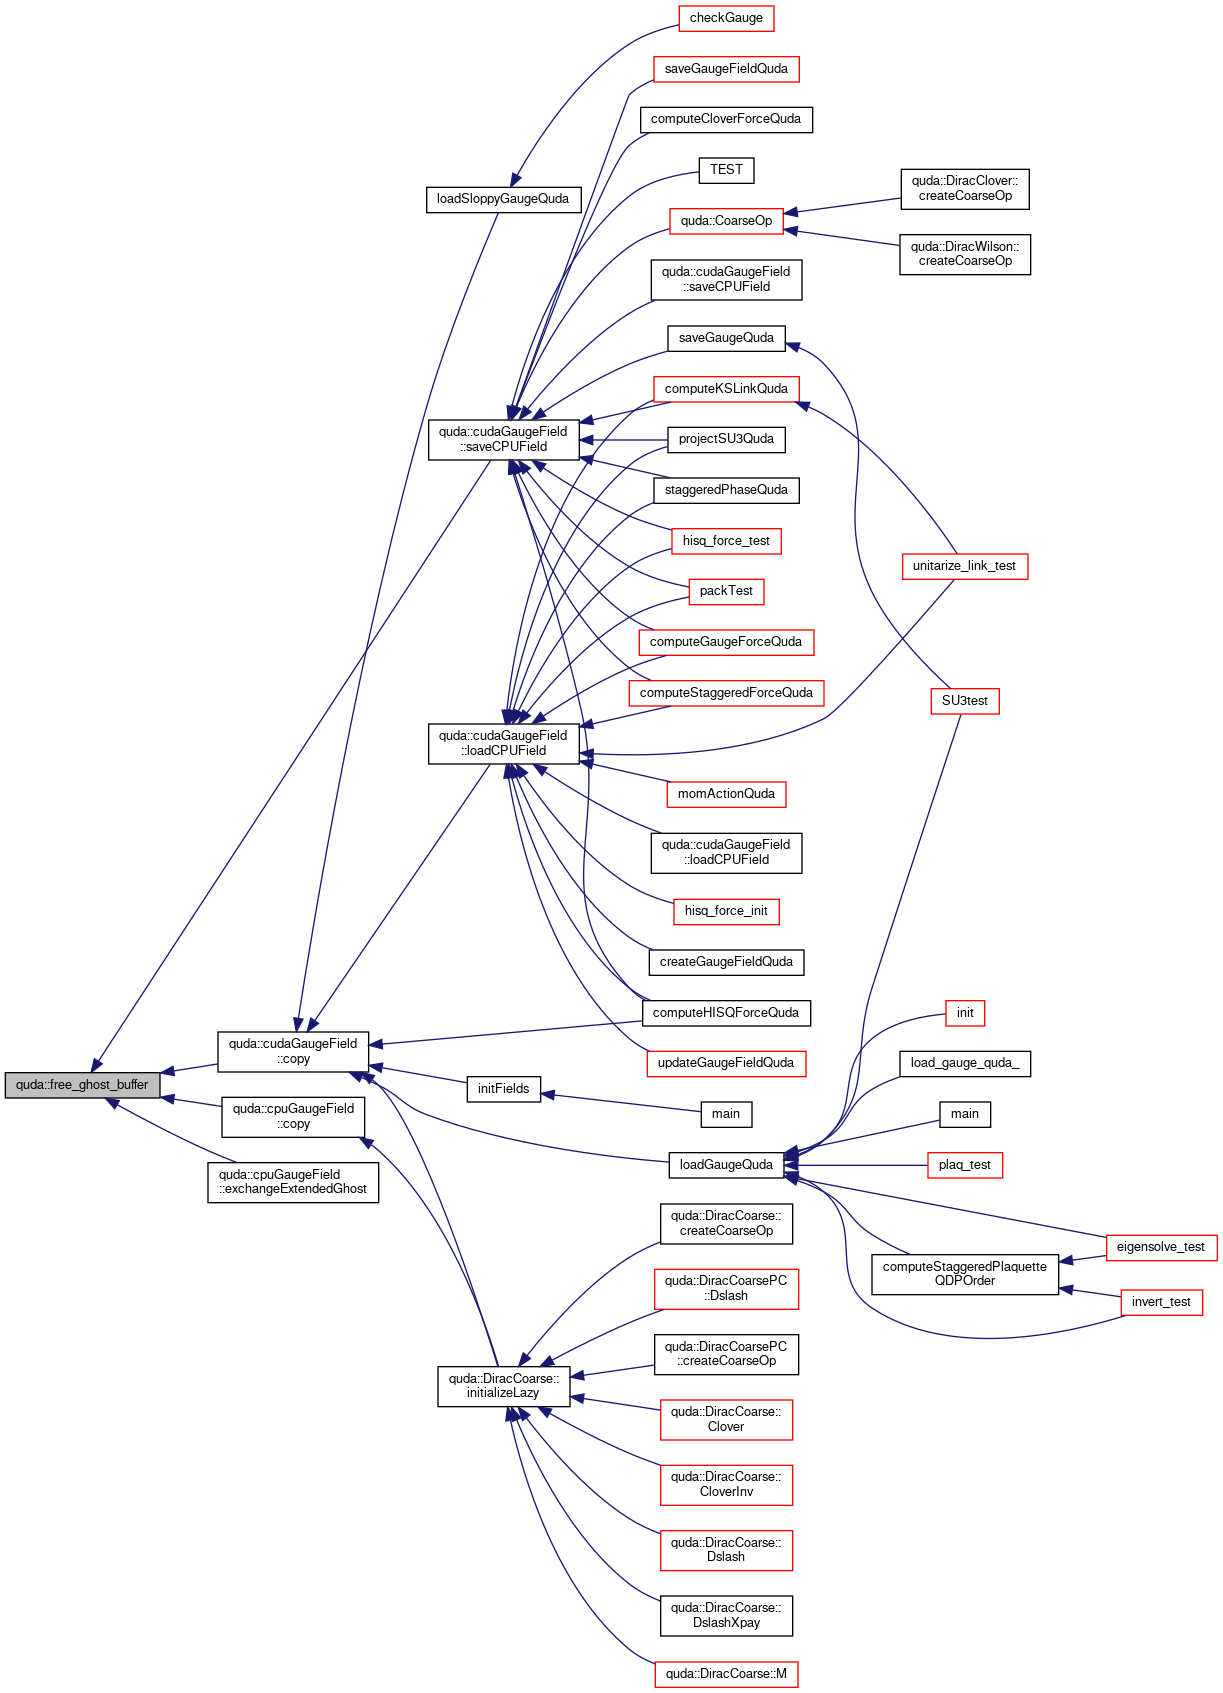 checkGauge
saveGaugeFieldQuda
computeCloverForceQuda
TEST
loadSloppyGaugeQuda
quda::CoarseOp
quda::DiracClover::
createCoarseOp
quda::DiracWilson::
createCoarseOp
quda::cudaGaugeField
::saveCPUField
saveGaugeQuda
computeKSLinkQuda
quda::cudaGaugeField
::saveCPUField
projectSU3Quda
staggeredPhaseQuda
hisq_force_test
unitarize_link_test
packTest
computeGaugeForceQuda
computeStaggeredForceQuda
SU3test
quda::cudaGaugeField
::loadCPUField
momActionQuda
quda::cudaGaugeField
::loadCPUField
hisq_force_init
createGaugeFieldQuda
computeHISQForceQuda
init
quda::cudaGaugeField
::copy
updateGaugeFieldQuda
load_gauge_quda_
quda::free_ghost_buffer
initFields
main
main
quda::cpuGaugeField
::copy
loadGaugeQuda
plaq_test
quda::cpuGaugeField
::exchangeExtendedGhost
quda::DiracCoarse::
createCoarseOp
eigensolve_test
computeStaggeredPlaquette
QDPOrder
quda::DiracCoarsePC
::Dslash
invert_test
quda::DiracCoarsePC
::createCoarseOp
quda::DiracCoarse::
initializeLazy
quda::DiracCoarse::
Clover
quda::DiracCoarse::
CloverInv
quda::DiracCoarse::
Dslash
quda::DiracCoarse::
DslashXpay
quda::DiracCoarse::M